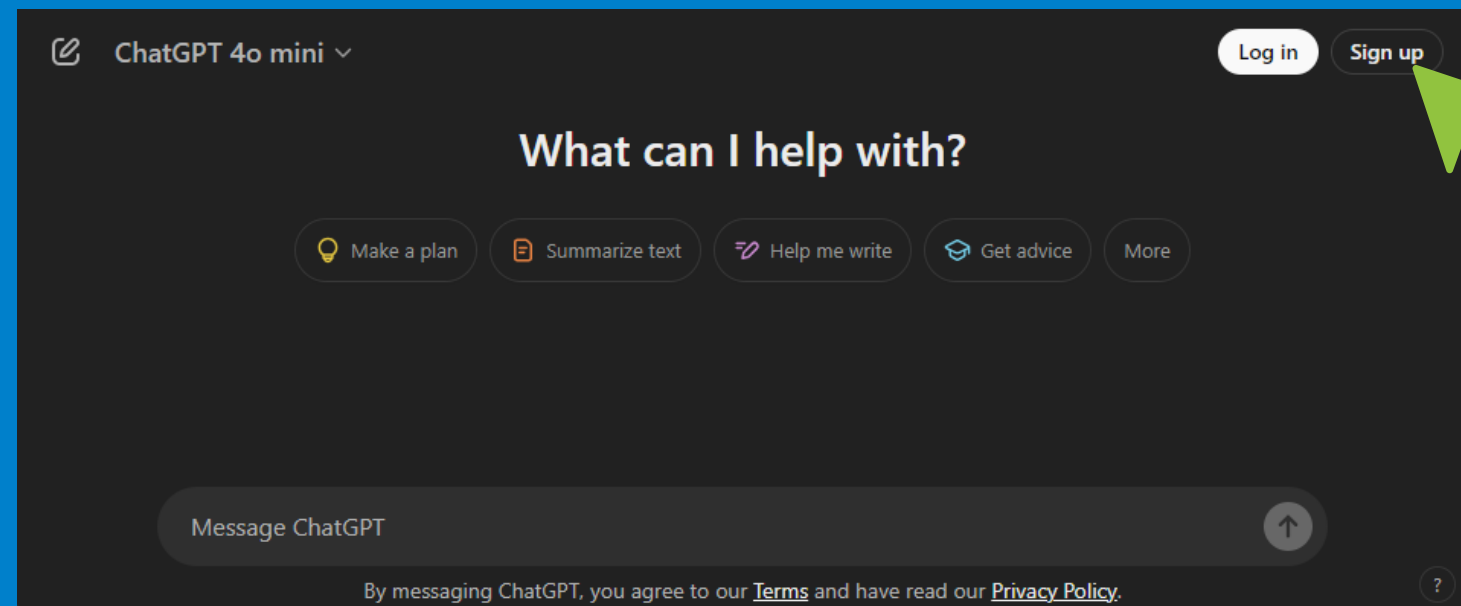 ChatGPT 4o mini
Log in
Sign up
What can I help with?
Make a plan
Summarize text
Help me write
Get advice
More
Message ChatGPT
By messaging ChatGPT, you agree to our Terms and have read our Privacy Policy.
?